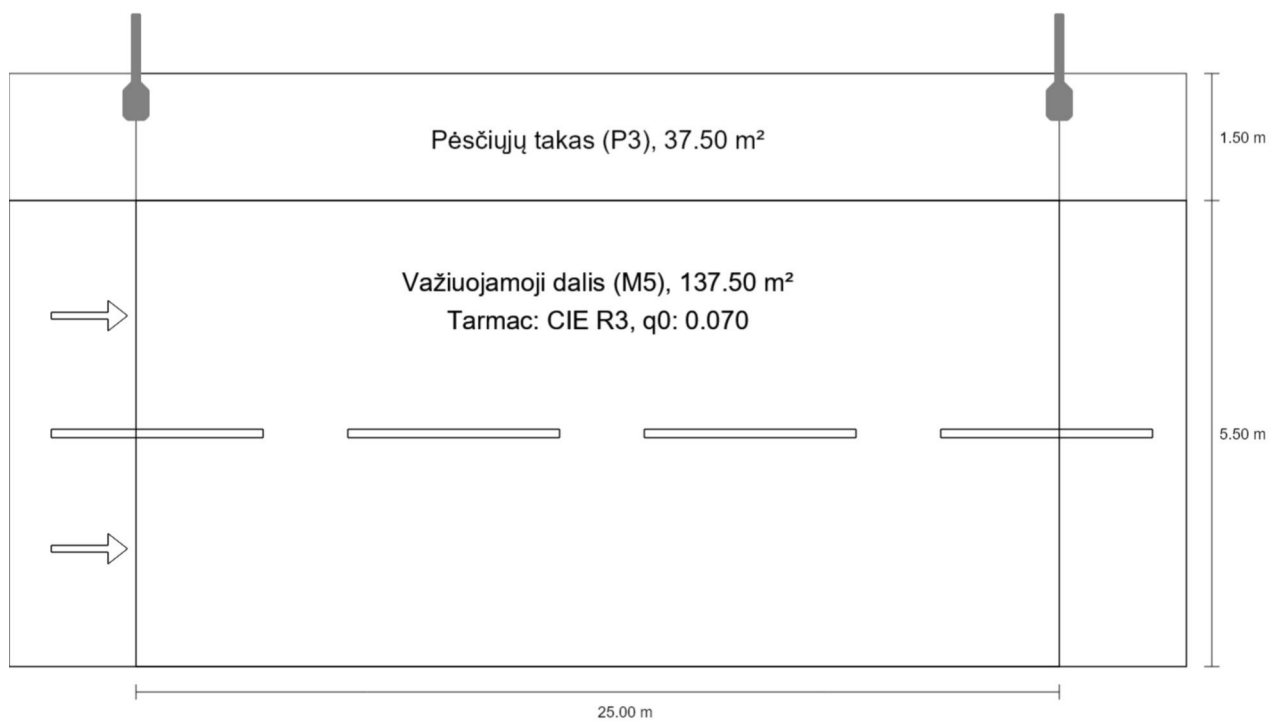 Pėsčiųjų takas (P3), 37.50 m²
1.50 m
Važiuojamoji dalis (M5), 137.50 m²
Tarmac: CIE R3, q0: 0.070
5.50 m
25.00 m